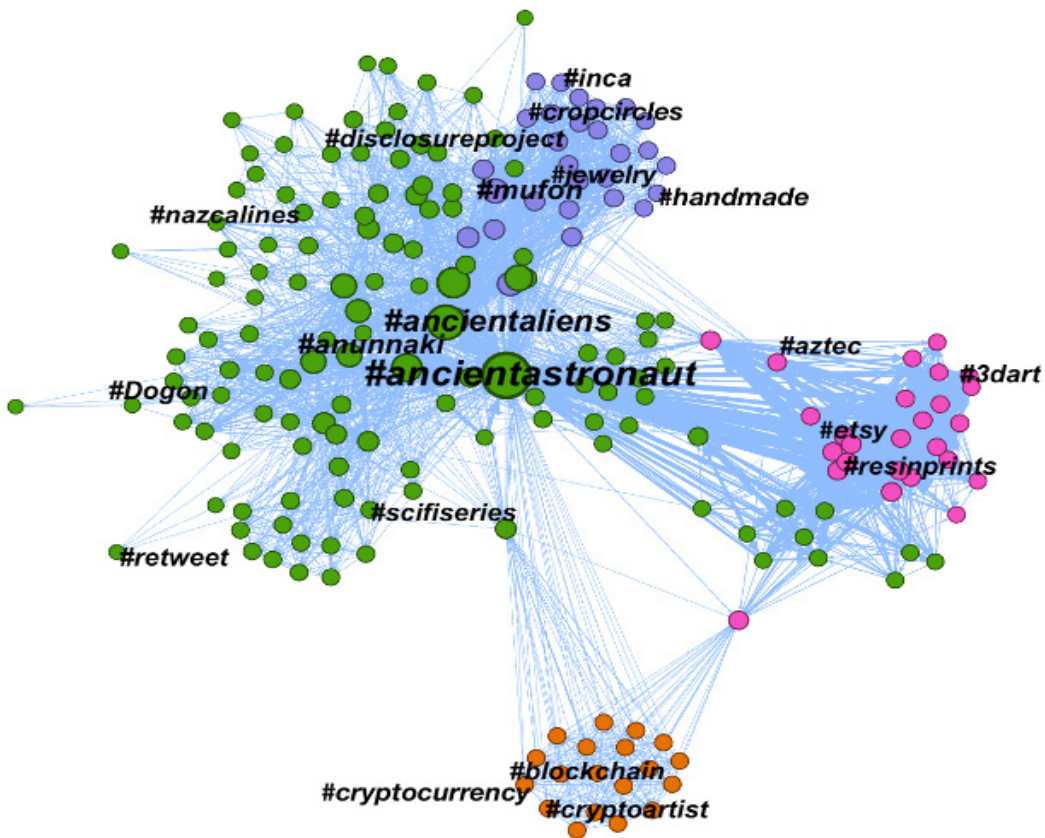 #inca
#cropcircles
#disclosureproject
#jewelry
#mufon
#handmade
#nazcalines
#ancientaliens
#anunnaki
#aztec
#ancientastronaut
#3dart
#Dogon
#etsy
#resinprints
#scifiseries
#retweet
#blockchain
#cryptocurrency
#cryptoartist